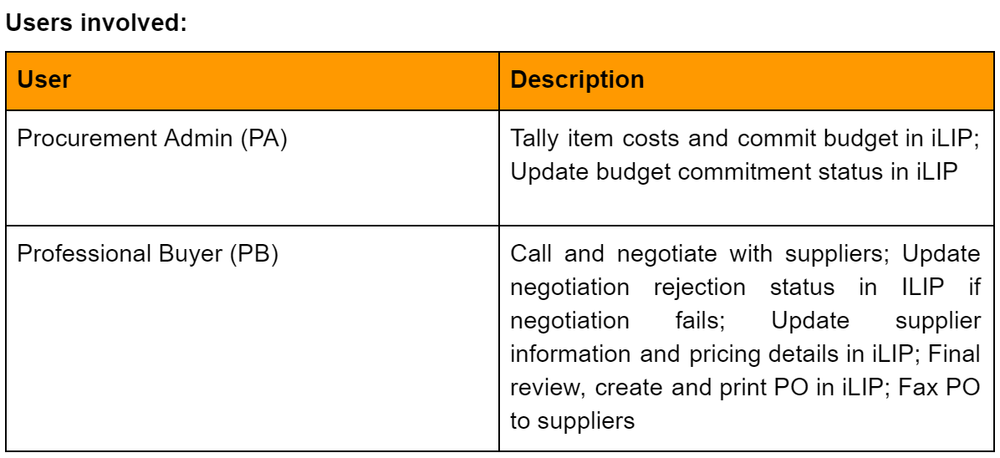 Users involved:
User
Description
Procurement Admin (PA)
Tally item costs and commit budget in iLIP;
Update budget commitment status in iLIP
Professional Buyer (PB)
Call and negotiate with suppliers; Update
negotiation rejection status in ILIP if
negotiation fails; Update supplier
information and pricing details in iLIP; Final
review, create and print PO in iLIP; Fax PO
to suppliers